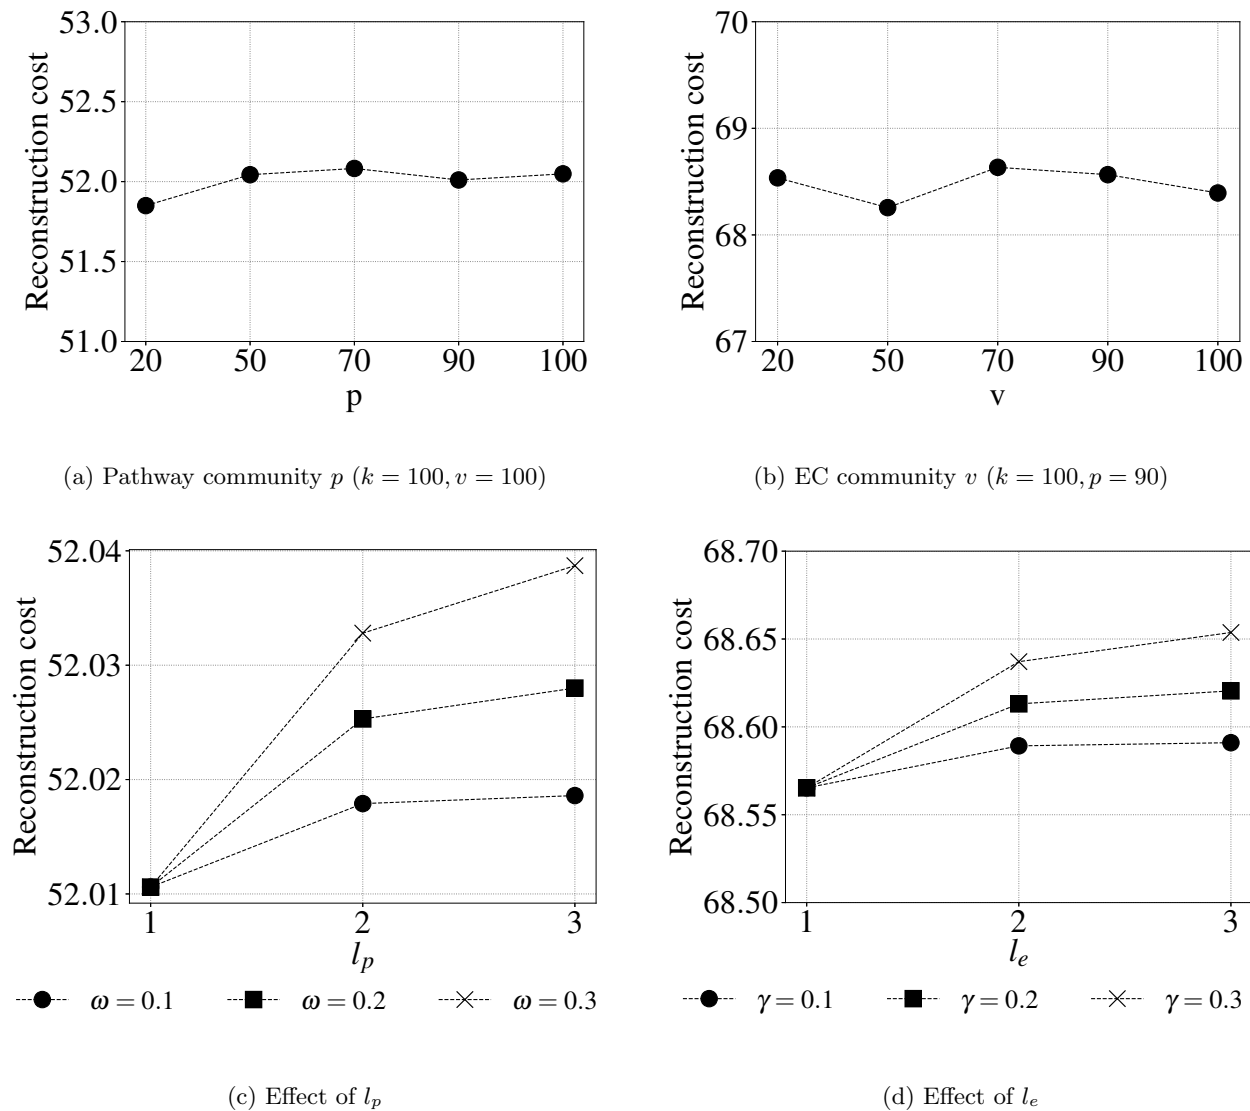 Reconstruction cost
53.0
52.5
52.0
51.5
51.0
20 50 70 90 100
p
(a) Pathway community p (k = 100, v = 100)
Reconstruction cost
70
69
68
67
20 50 70 90 100
v
(b) EC community v (k = 100, p = 90)
Reconstruction cost
52.04
52.03
52.02
52.01
1 2 3
l_p
ω = 0.1 ω = 0.2 ω = 0.3
(c) Effect of l_p
Reconstruction cost
68.70
68.65
68.60
68.55
68.50
1 2 3
l_e
γ = 0.1 γ = 0.2 γ = 0.3
(d) Effect of l_e